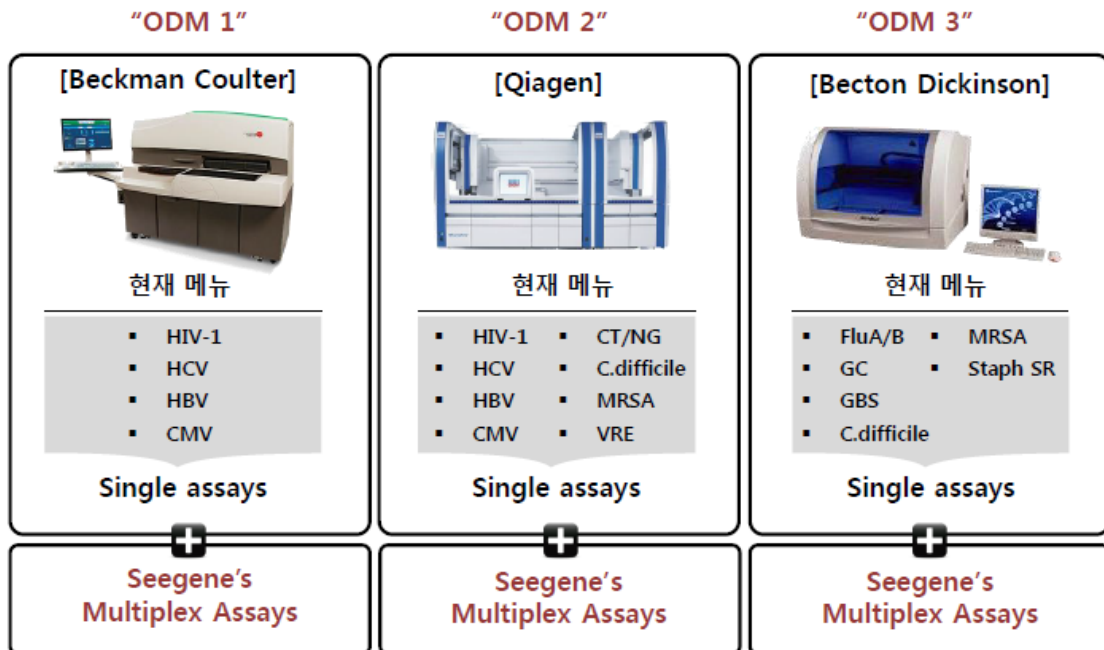 "ODM 1"
"ODM 2"
"ODM 3"
[Beckman Coulter]
현재 메뉴
▪ HIV-1
▪ HCV
▪ HBV
▪ CMV
Single assays
Seegene's
Multiplex Assays
[Qiagen]
현재 메뉴
▪ HIV-1 ▪ CT/NG
▪ HCV ▪ C.difficile
▪ HBV ▪ MRSA
▪ CMV ▪ VRE
Single assays
Seegene's
Multiplex Assays
[Becton Dickinson]
현재 메뉴
▪ FluA/B ▪ MRSA
▪ GC ▪ Staph SR
▪ GBS
▪ C.difficile
Single assays
Seegene's
Multiplex Assays